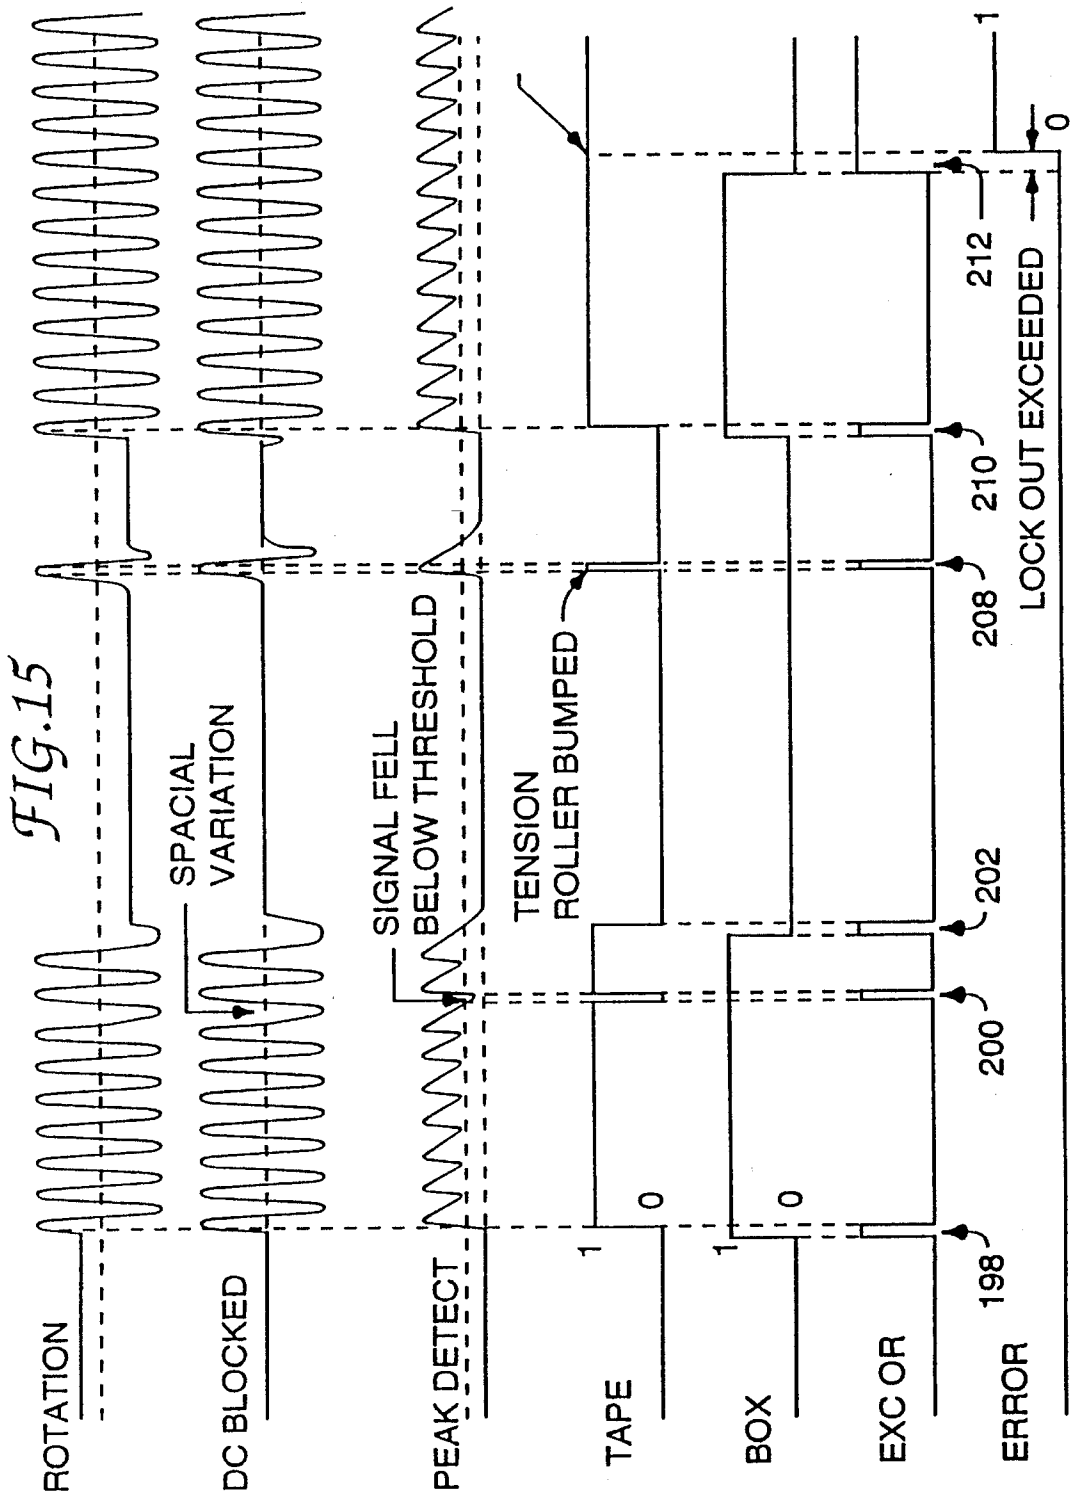 FIG.15
ROTATION
DC BLOCKED
SPACIAL
VARIATION
PEAK DETECT
SIGNAL FELL
BELOW THRESHOLD
TAPE
1
0
TENSION
ROLLER BUMPED
BOX
1
0
EXC OR
198
200
202
208
210
212
ERROR
LOCK OUT EXCEEDED
0
1